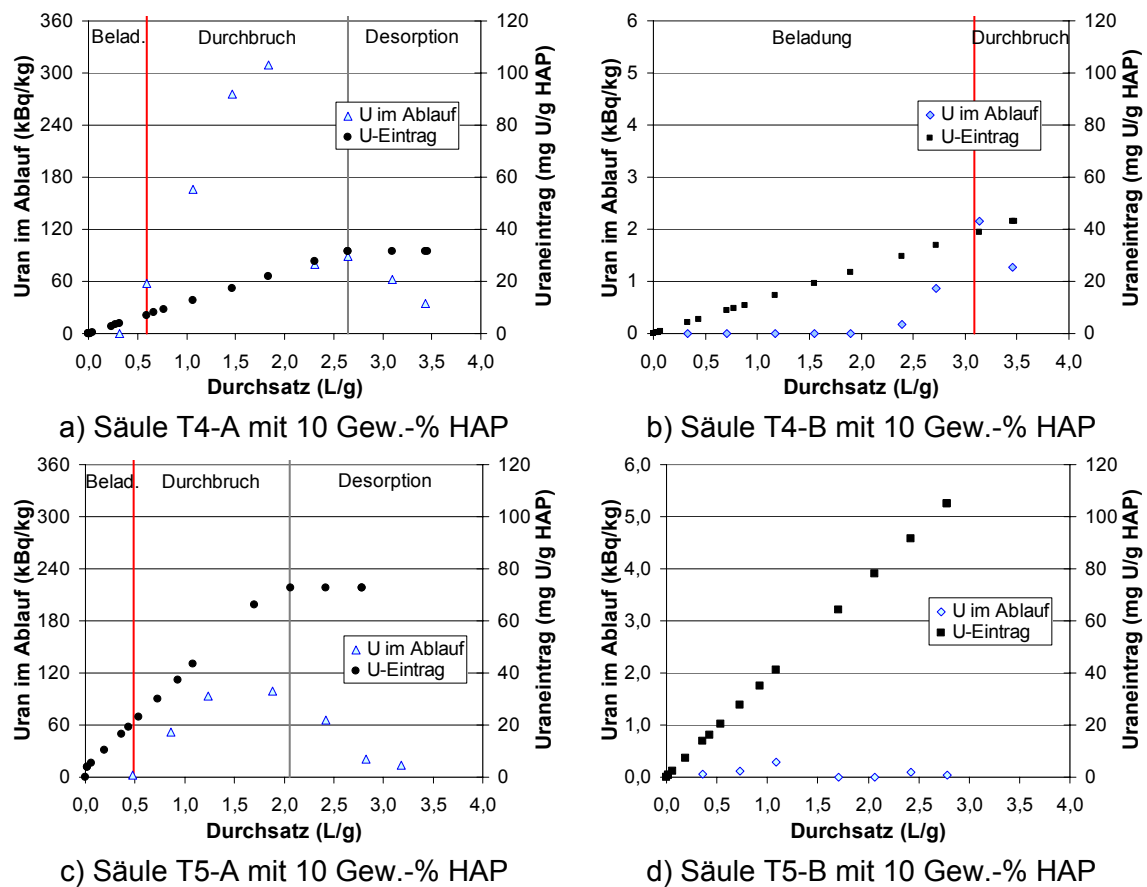 Belad. Durchbruch Desorption
Uran im Ablauf (kBq/kg)
360
300
240
180
120
60
0
U im Ablauf
U-Eintrag
120
100
80
60
40
20
0
Uraneintrag (mg U/g HAP)
0,0 0,5 1,0 1,5 2,0 2,5 3,0 3,5 4,0
Durchsatz (L/g)
a) Säule T4-A mit 10 Gew.-% HAP
Beladung Durchbruch
Uran im Ablauf (kBq/kg)
6
5
4
3
2
1
0
U im Ablauf
U-Eintrag
120
100
80
60
40
20
0
Uraneintrag (mg U/g HAP)
0,0 0,5 1,0 1,5 2,0 2,5 3,0 3,5 4,0
Durchsatz (L/g)
b) Säule T4-B mit 10 Gew.-% HAP
Belad. Durchbruch Desorption
Uran im Ablauf (kBq/kg)
360
300
240
180
120
60
0
U im Ablauf
U-Eintrag
120
100
80
60
40
20
0
Uraneintrag (mg U/g HAP)
0,0 0,5 1,0 1,5 2,0 2,5 3,0 3,5 4,0
Durchsatz (L/g)
c) Säule T5-A mit 10 Gew.-% HAP
Uran im Ablauf (kBq/kg)
6,0
5,0
4,0
3,0
2,0
1,0
0,0
U im Ablauf
U-Eintrag
120
100
80
60
40
20
0
Uraneintrag (mg U/g HAP)
0,0 0,5 1,0 1,5 2,0 2,5 3,0 3,5 4,0
Durchsatz (L/g)
d) Säule T5-B mit 10 Gew.-% HAP